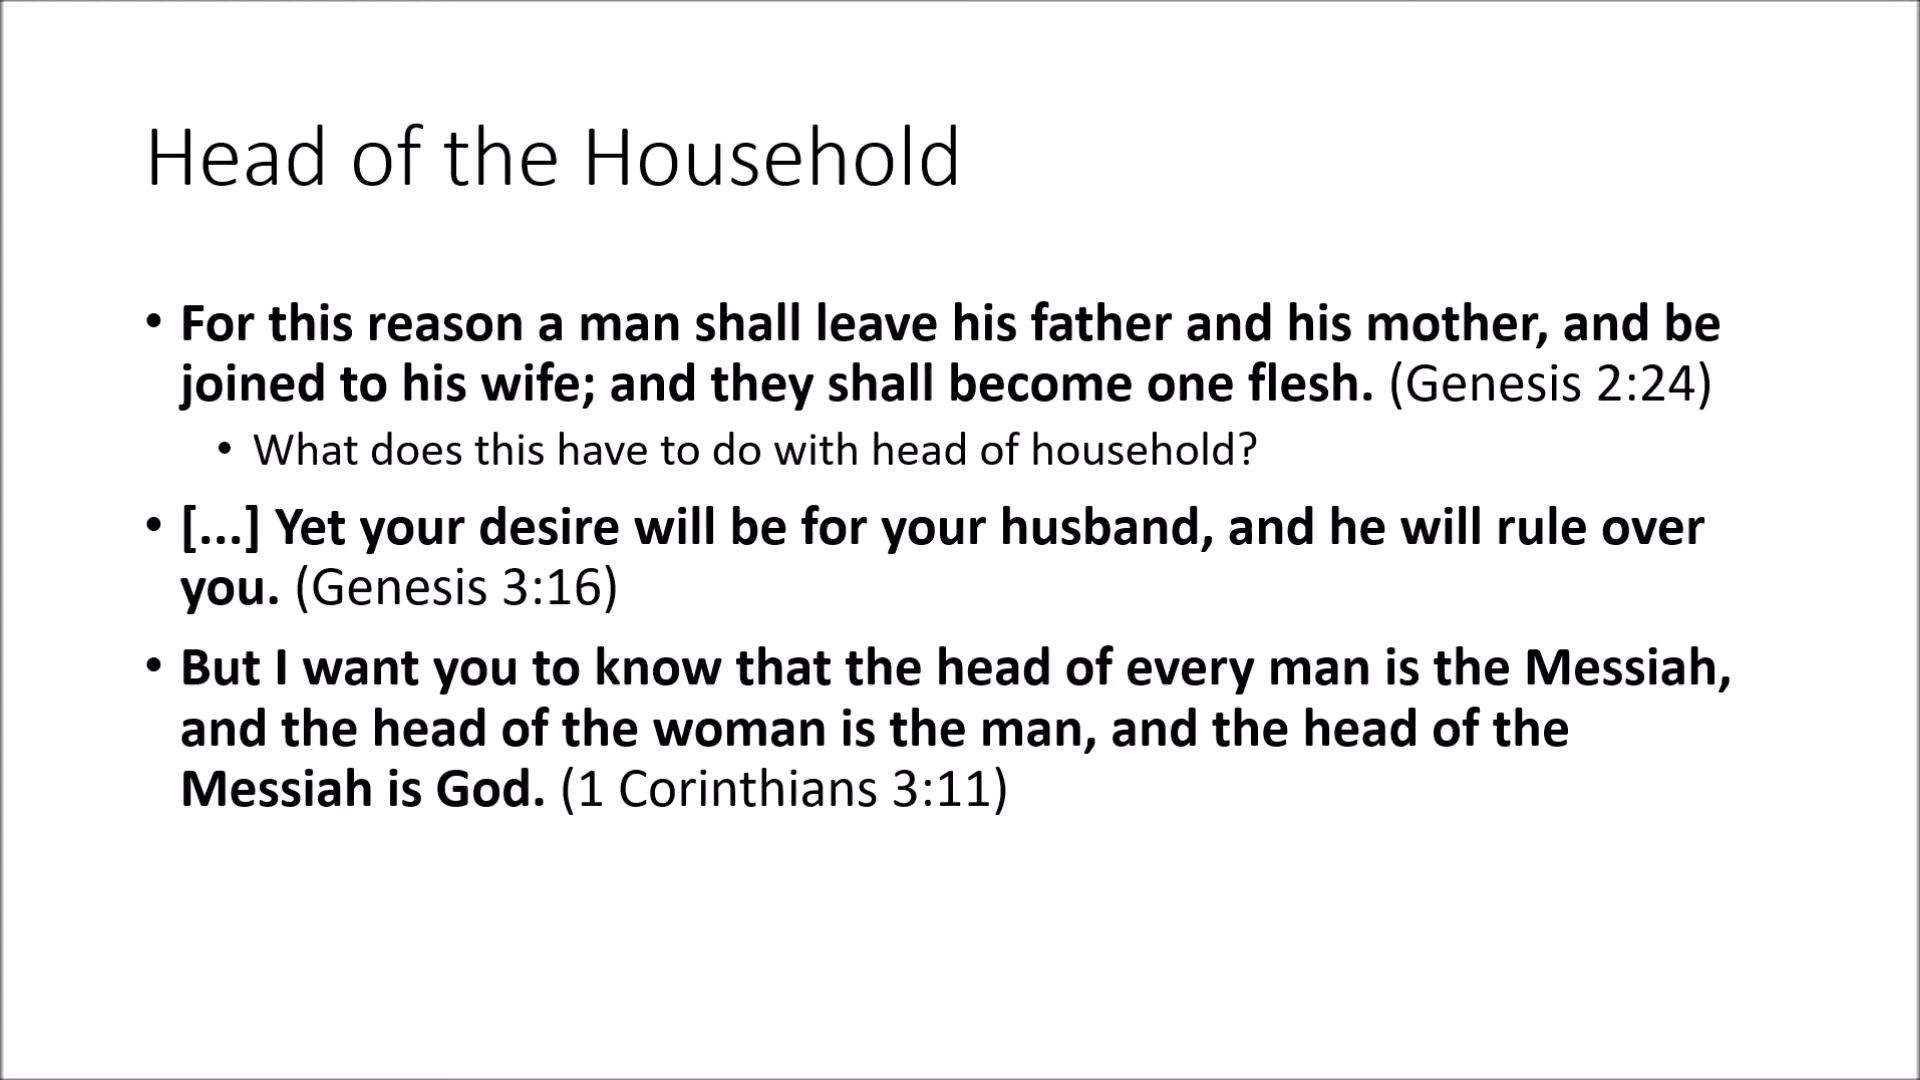 Head of the Household
• For this reason a man shall leave his father and his mother, and be
joined to his wife; and they shall become one flesh. (Genesis 2:24)
• What does this have to do with head of household?
• [...] Yet your desire will be for your husband, and he will rule over
you. (Genesis 3:16)
• But I want you to know that the head of every man is the Messiah,
and the head of the woman is the man, and the head of the
Messiah is God. (1 Corinthians 3:11)